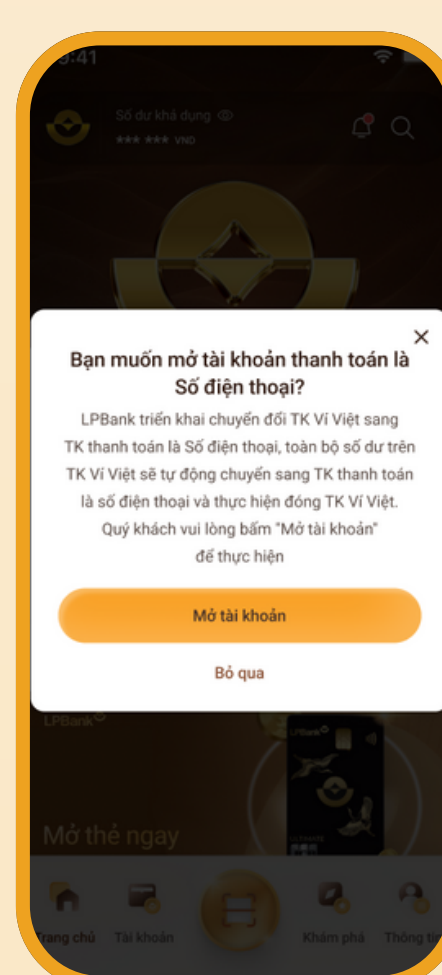 9:41
Số dư khả dụng
*** *** VND
Bạn muốn mở tài khoản thanh toán là
Số điện thoại?
LPBank triển khai chuyển đổi TK Ví Việt sang
TK thanh toán là Số điện thoại, toàn bộ số dư trên
TK Ví Việt sẽ tự động chuyển sang TK thanh toán
là số điện thoại và thực hiện đóng TK Ví Việt.
Quý khách vui lòng bấm "Mở tài khoản"
để thực hiện
Mở tài khoản
Bỏ qua
LPBank
LPBank
Mở thẻ ngay
Trang chủ
Tài khoản
Khám phá
Thông tin